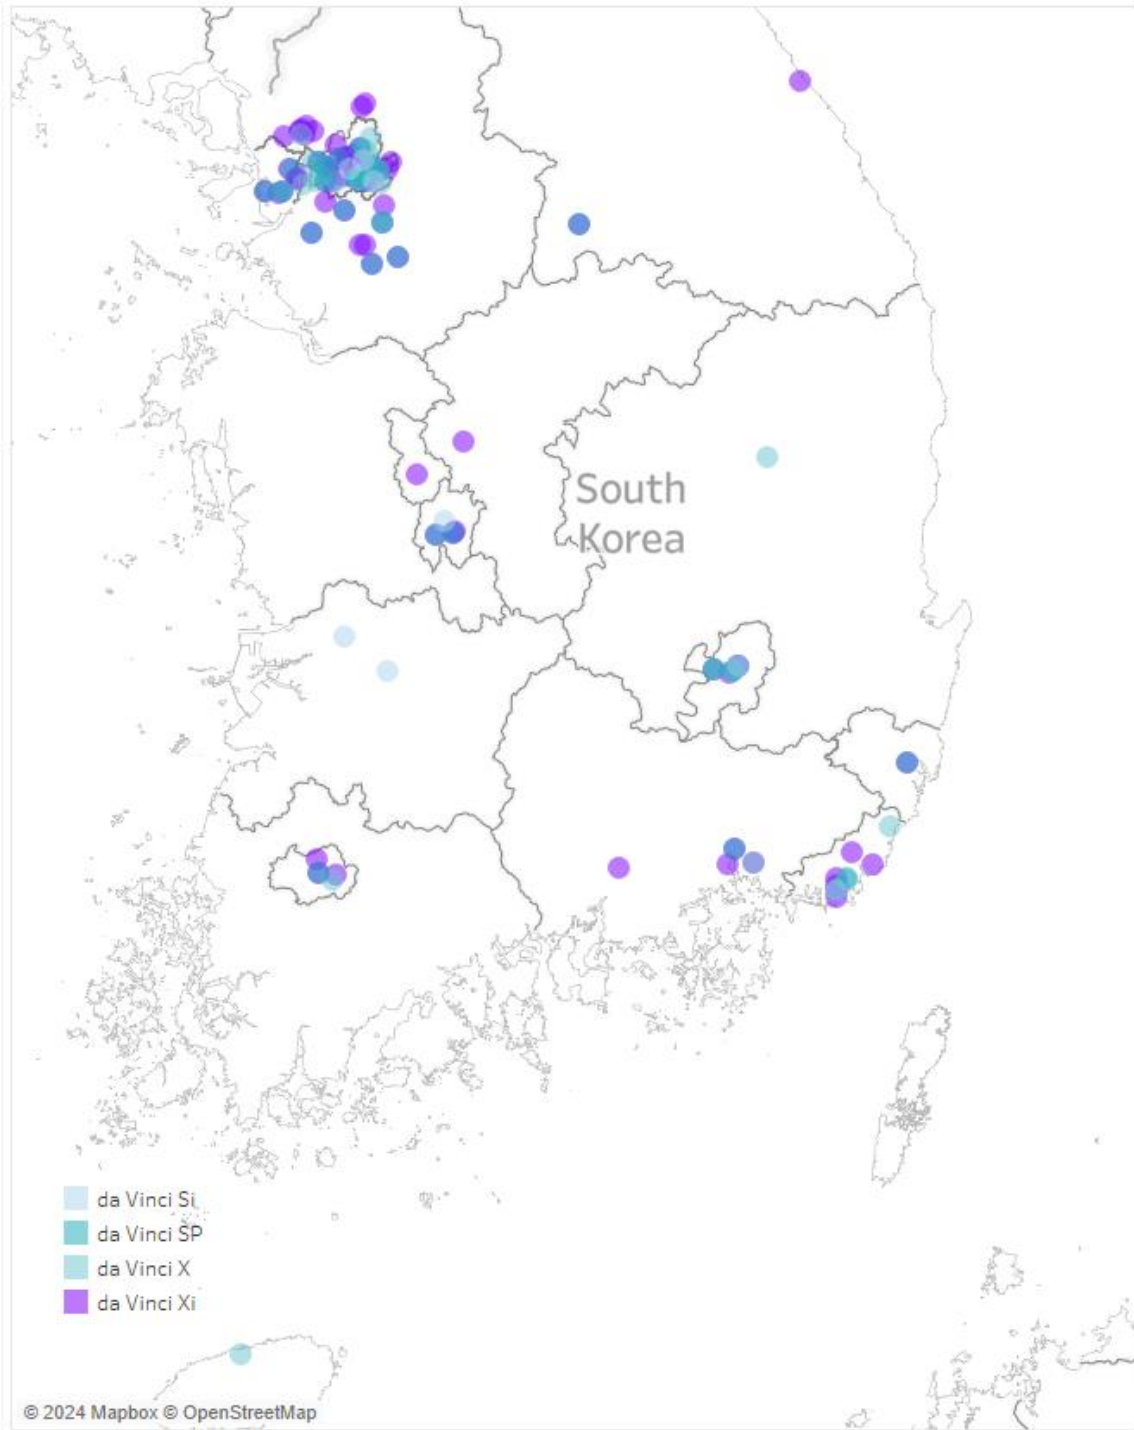 South
Korea
da Vinci Si
da Vinci SP
da Vinci X
da Vinci Xi
© 2024 Mapbox © OpenStreetMap